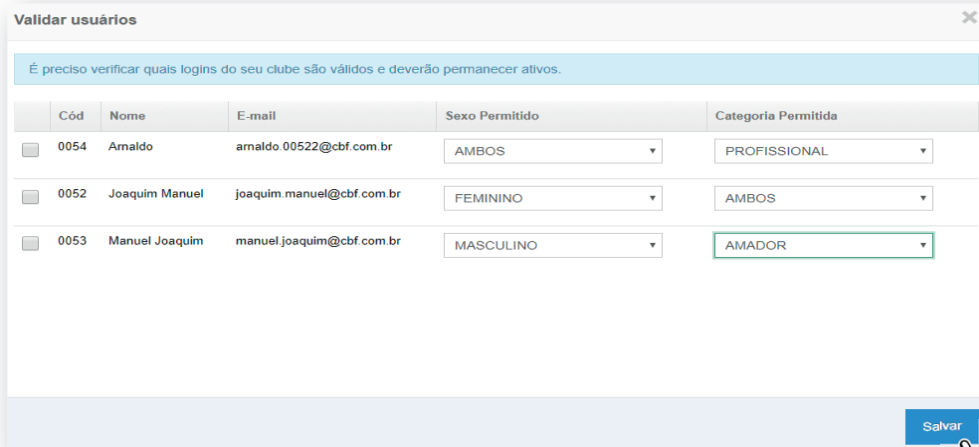 Validar usuários
É preciso verificar quais logins do seu clube são válidos e deverão permanecer ativos.
Cód Nome E-mail Sexo Permitido Categoria Permitida
0054 Arnaldo arnaldo.00522@cbf.com.br AMBOS PROFISSIONAL
0052 Joaquim Manuel joaquim.manuel@cbf.com.br FEMININO AMBOS
0053 Manuel Joaquim manuel.joaquim@cbf.com.br MASCULINO AMADOR
Salvar